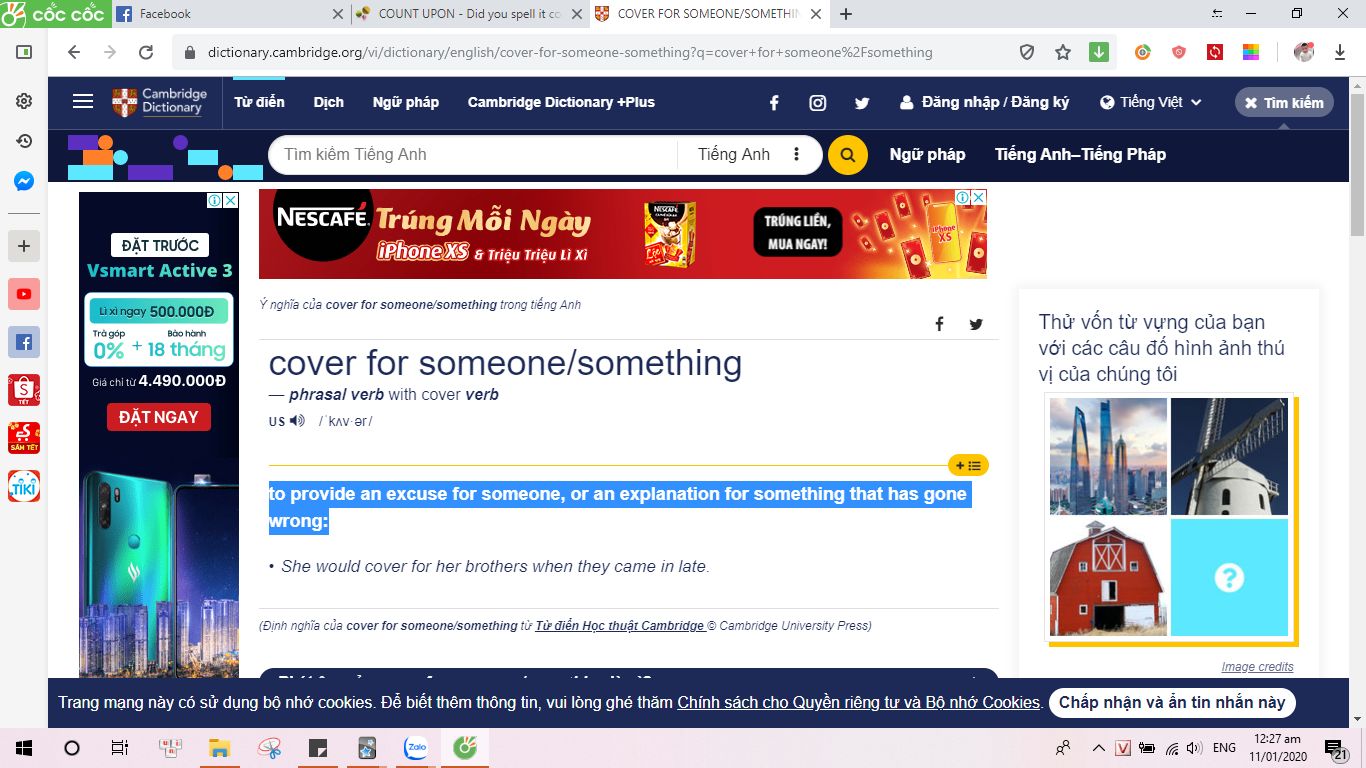 cốc cốc
Facebook
COUNT UPON - Did you spell it co
COVER FOR SOMEONE/SOMETHIN
dictionary.cambridge.org/vi/dictionary/english/cover-for-someone-something?q=cover+for+someone%2Fsomething
Cambridge
Dictionary
Từ điển
Dịch
Ngữ pháp
Cambridge Dictionary +Plus
Đăng nhập / Đăng ký
Tiếng Việt
Tìm kiếm
Tìm kiếm Tiếng Anh
Tiếng Anh
Ngữ pháp
Tiếng Anh–Tiếng Pháp
ĐẶT TRƯỚC
Vsmart Active 3
Lì xì ngay 500.000Đ
Trả góp
0%
+
Bảo hành
18 tháng
Giá chỉ từ 4.490.000Đ
ĐẶT NGAY
NESCAFÉ.
Trúng Mỗi Ngày
iPhone XS & Triệu Triệu Lì Xì
TRÚNG LIỀN,
MUA NGAY!
iPhone
XS
Ý nghĩa của cover for someone/something trong tiếng Anh
cover for someone/something
— phrasal verb with cover verb
US /ˈkʌv·ər/
to provide an excuse for someone, or an explanation for something that has gone
wrong:
• She would cover for her brothers when they came in late.
(Định nghĩa của cover for someone/something từ Từ điển Học thuật Cambridge © Cambridge University Press)
Thử vốn từ vựng của bạn
với các câu đố hình ảnh thú
vị của chúng tôi
?
Image credits
TẾT
SẮM TẾT
TIKI
Trang mạng này có sử dụng bộ nhớ cookies. Để biết thêm thông tin, vui lòng ghé thăm Chính sách cho Quyền riêng tư và Bộ nhớ Cookies.
Chấp nhận và ẩn tin nhắn này
Zalo
V
ENG
12:27 am
11/01/2020
21